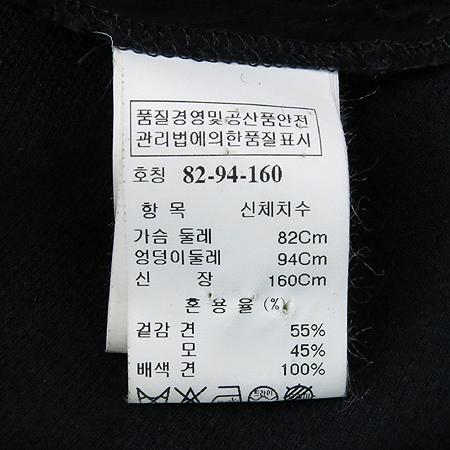 품질경영및공산품안전
관리법에의한품질표시
호칭 82-94-160
항 목 신체치수
가슴 둘레 82Cm
엉덩이둘레 94Cm
신 장 160Cm
혼 용 율 (%)
겉감 견 55%
모 45%
배색 견 100%
드라이